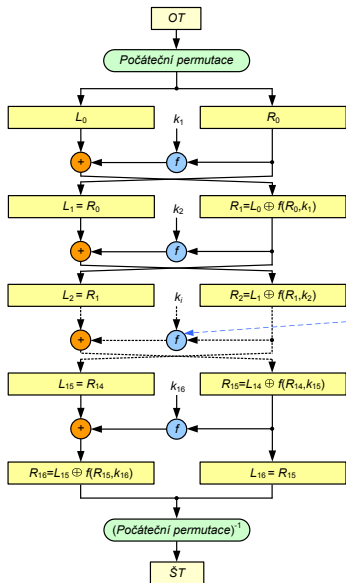 OT
Počáteční permutace
L₀ k₁ R₀
+ f
L₁ = R₀ k₂ R₁=L₀ ⊕ f(R₀,k₁)
+ f
L₂ = R₁ kᵢ R₂=L₁ ⊕ f(R₁,k₂)
+ f
L₁₅ = R₁₄ k₁₆ R₁₅=L₁₄ ⊕ f(R₁₄,k₁₅)
+ f
R₁₆=L₁₅ ⊕ f(R₁₅,k₁₆) L₁₆ = R₁₅
(Počáteční permutace)⁻¹
ŠT